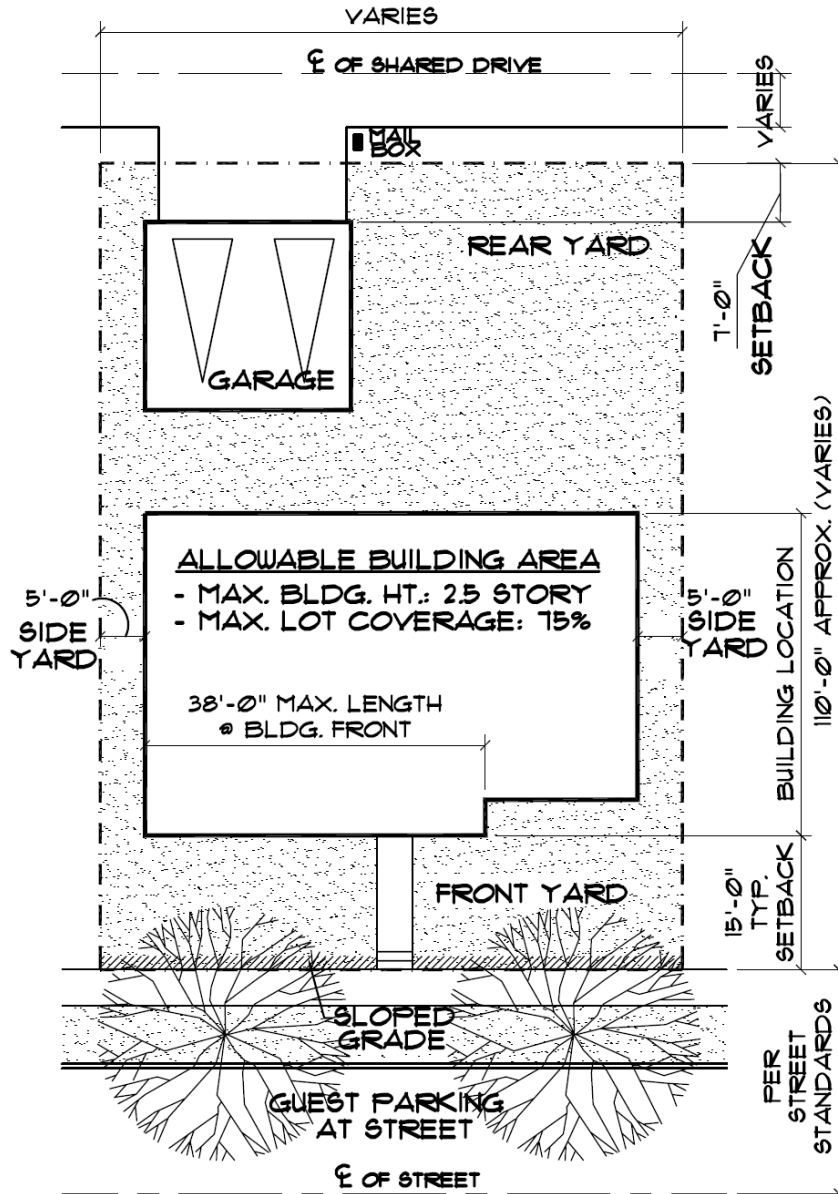 VARIES
℄ OF SHARED DRIVE
VARIES
MAIL
BOX
REAR YARD
7'-0"
SETBACK
GARAGE
110'-0" APPROX. (VARIES)
ALLOWABLE BUILDING AREA
- MAX. BLDG. HT.: 2.5 STORY
- MAX. LOT COVERAGE: 75%
5'-0"
SIDE
YARD
5'-0"
SIDE
YARD
BUILDING LOCATION
38'-0" MAX. LENGTH
@ BLDG. FRONT
FRONT YARD
15'-0"
TYP.
SETBACK
SLOPED
GRADE
PER
STREET
STANDARDS
GUEST PARKING
AT STREET
℄ OF STREET